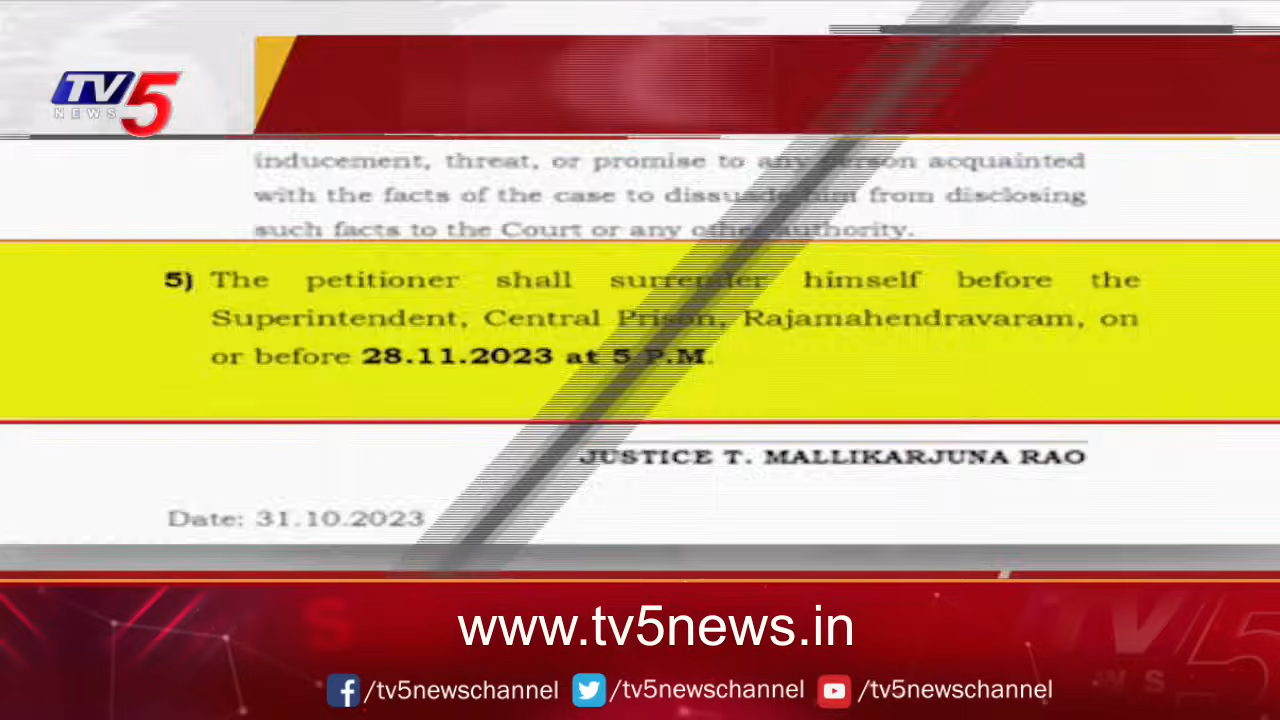 TV5
NEWS
inducement, threat, or promise to any person acquainted
with the facts of the case to dissuade him from disclosing
such facts to the Court or any other authority.
5) The petitioner shall surrender himself before the
Superintendent, Central Prison, Rajamahendravaram, on
or before 28.11.2023 at 5 P.M.
JUSTICE T. MALLIKARJUNA RAO
Date: 31.10.2023
www.tv5news.in
/tv5newschannel /tv5newschannel /tv5newschannel